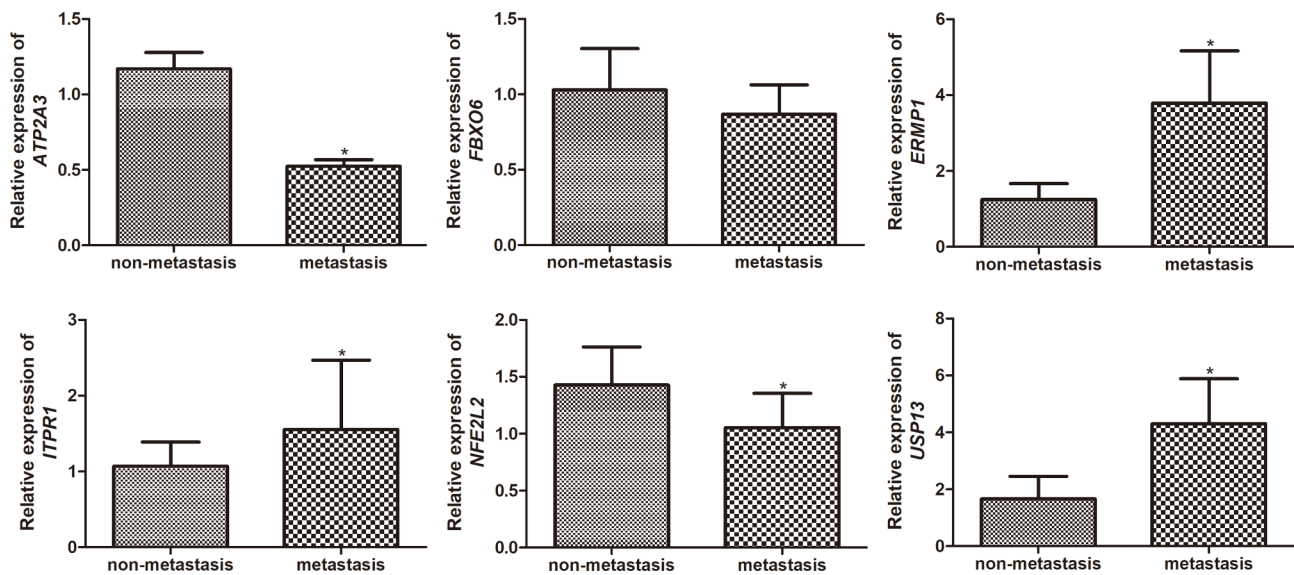 Relative expression of
ATP2A3
1.5
1.0
0.5
0.0
*
non-metastasis
metastasis
Relative expression of
FBXO6
1.5
1.0
0.5
0.0
non-metastasis
metastasis
Relative expression of
ERMP1
6
4
2
0
*
non-metastasis
metastasis
Relative expression of
ITPR1
3
2
1
0
*
non-metastasis
metastasis
Relative expression of
NFE2L2
2.0
1.5
1.0
0.5
0.0
*
non-metastasis
metastasis
Relative expression of
USP13
8
6
4
2
0
*
non-metastasis
metastasis